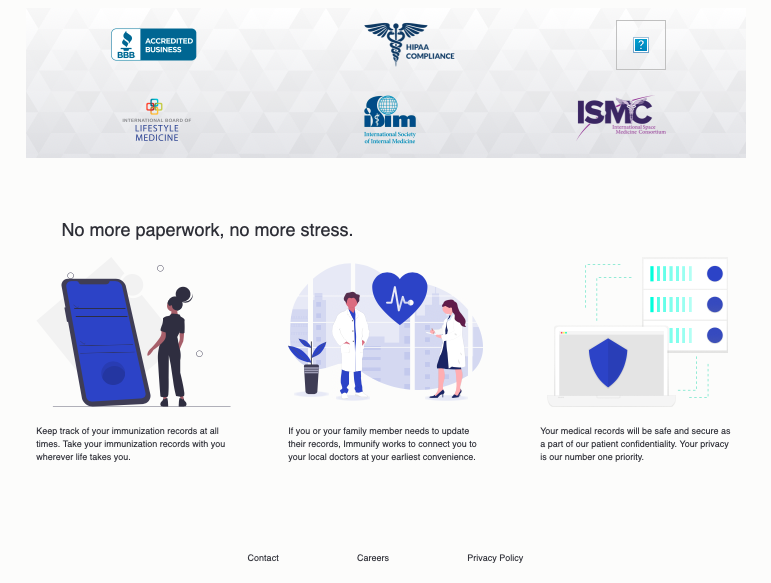 BBB
ACCREDITED
BUSINESS
HIPAA
COMPLIANCE
?
INTERNATIONAL BOARD OF
LIFESTYLE
MEDICINE
isim
International Society
of Internal Medicine
ISMC
International Space
Medicine Consortium
No more paperwork, no more stress.
Keep track of your immunization records at all
times. Take your immunization records with you
wherever life takes you.
If you or your family member needs to update
their records, Immunify works to connect you to
your local doctors at your earliest convenience.
Your medical records will be safe and secure as
a part of our patient confidentiality. Your privacy
is our number one priority.
Contact
Careers
Privacy Policy